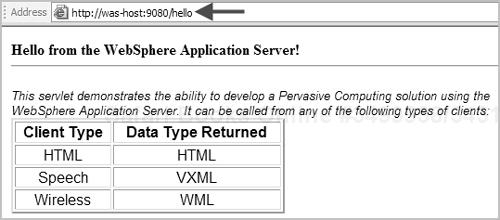 Address http://was-host:9080/hello
Hello from the WebSphere Application Server!
This servlet demonstrates the ability to develop a Pervasive Computing solution using the
WebSphere Application Server. It can be called from any of the following types of clients:
Client Type Data Type Returned
HTML HTML
Speech VXML
Wireless WML